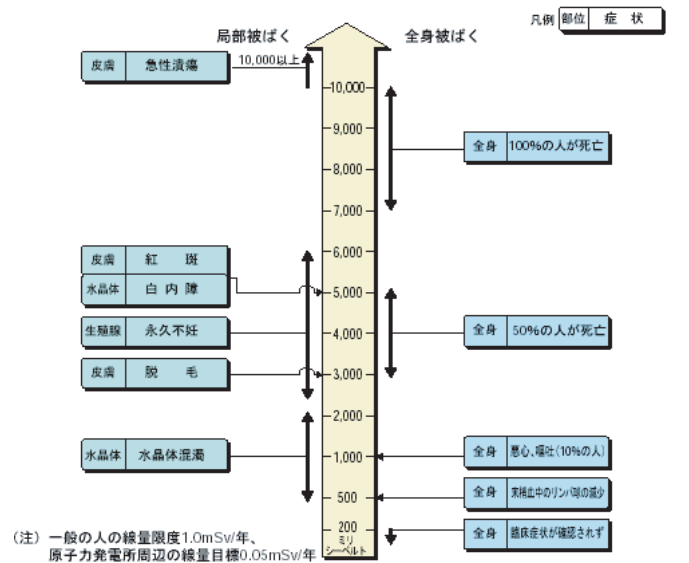 凡例 部位 症 状
局部被ばく
全身被ばく
皮膚 急性潰瘍
10,000以上
10,000
9,000
全身 100%の人が死亡
8,000
7,000
6,000
皮膚 紅 斑
水晶体 白 内 障
5,000
生殖腺 永久不妊
4,000
全身 50%の人が死亡
皮膚 脱 毛
3,000
2,000
水晶体 水晶体混濁
1,000
全身 悪心、嘔吐(10%の人)
500
全身 末梢血中のリンパ球の減少
200
ミリ
シーベルト
全身 臨床症状が確認されず
(注) 一般の人の線量限度1.0mSv/年、
原子力発電所周辺の線量目標0.05mSv/年